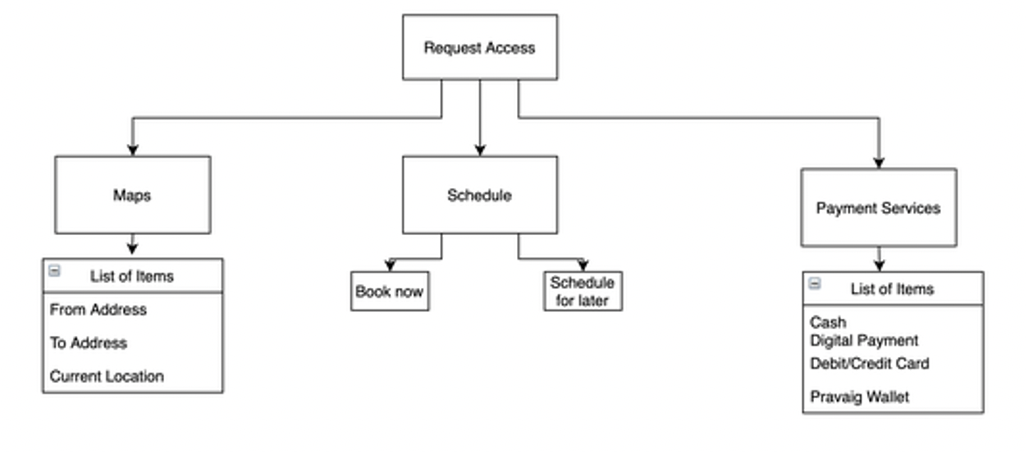 Request Access
Maps
Schedule
Payment Services
List of Items
From Address
To Address
Current Location
Book now
Schedule
for later
List of Items
Cash
Digital Payment
Debit/Credit Card
Pravaig Wallet